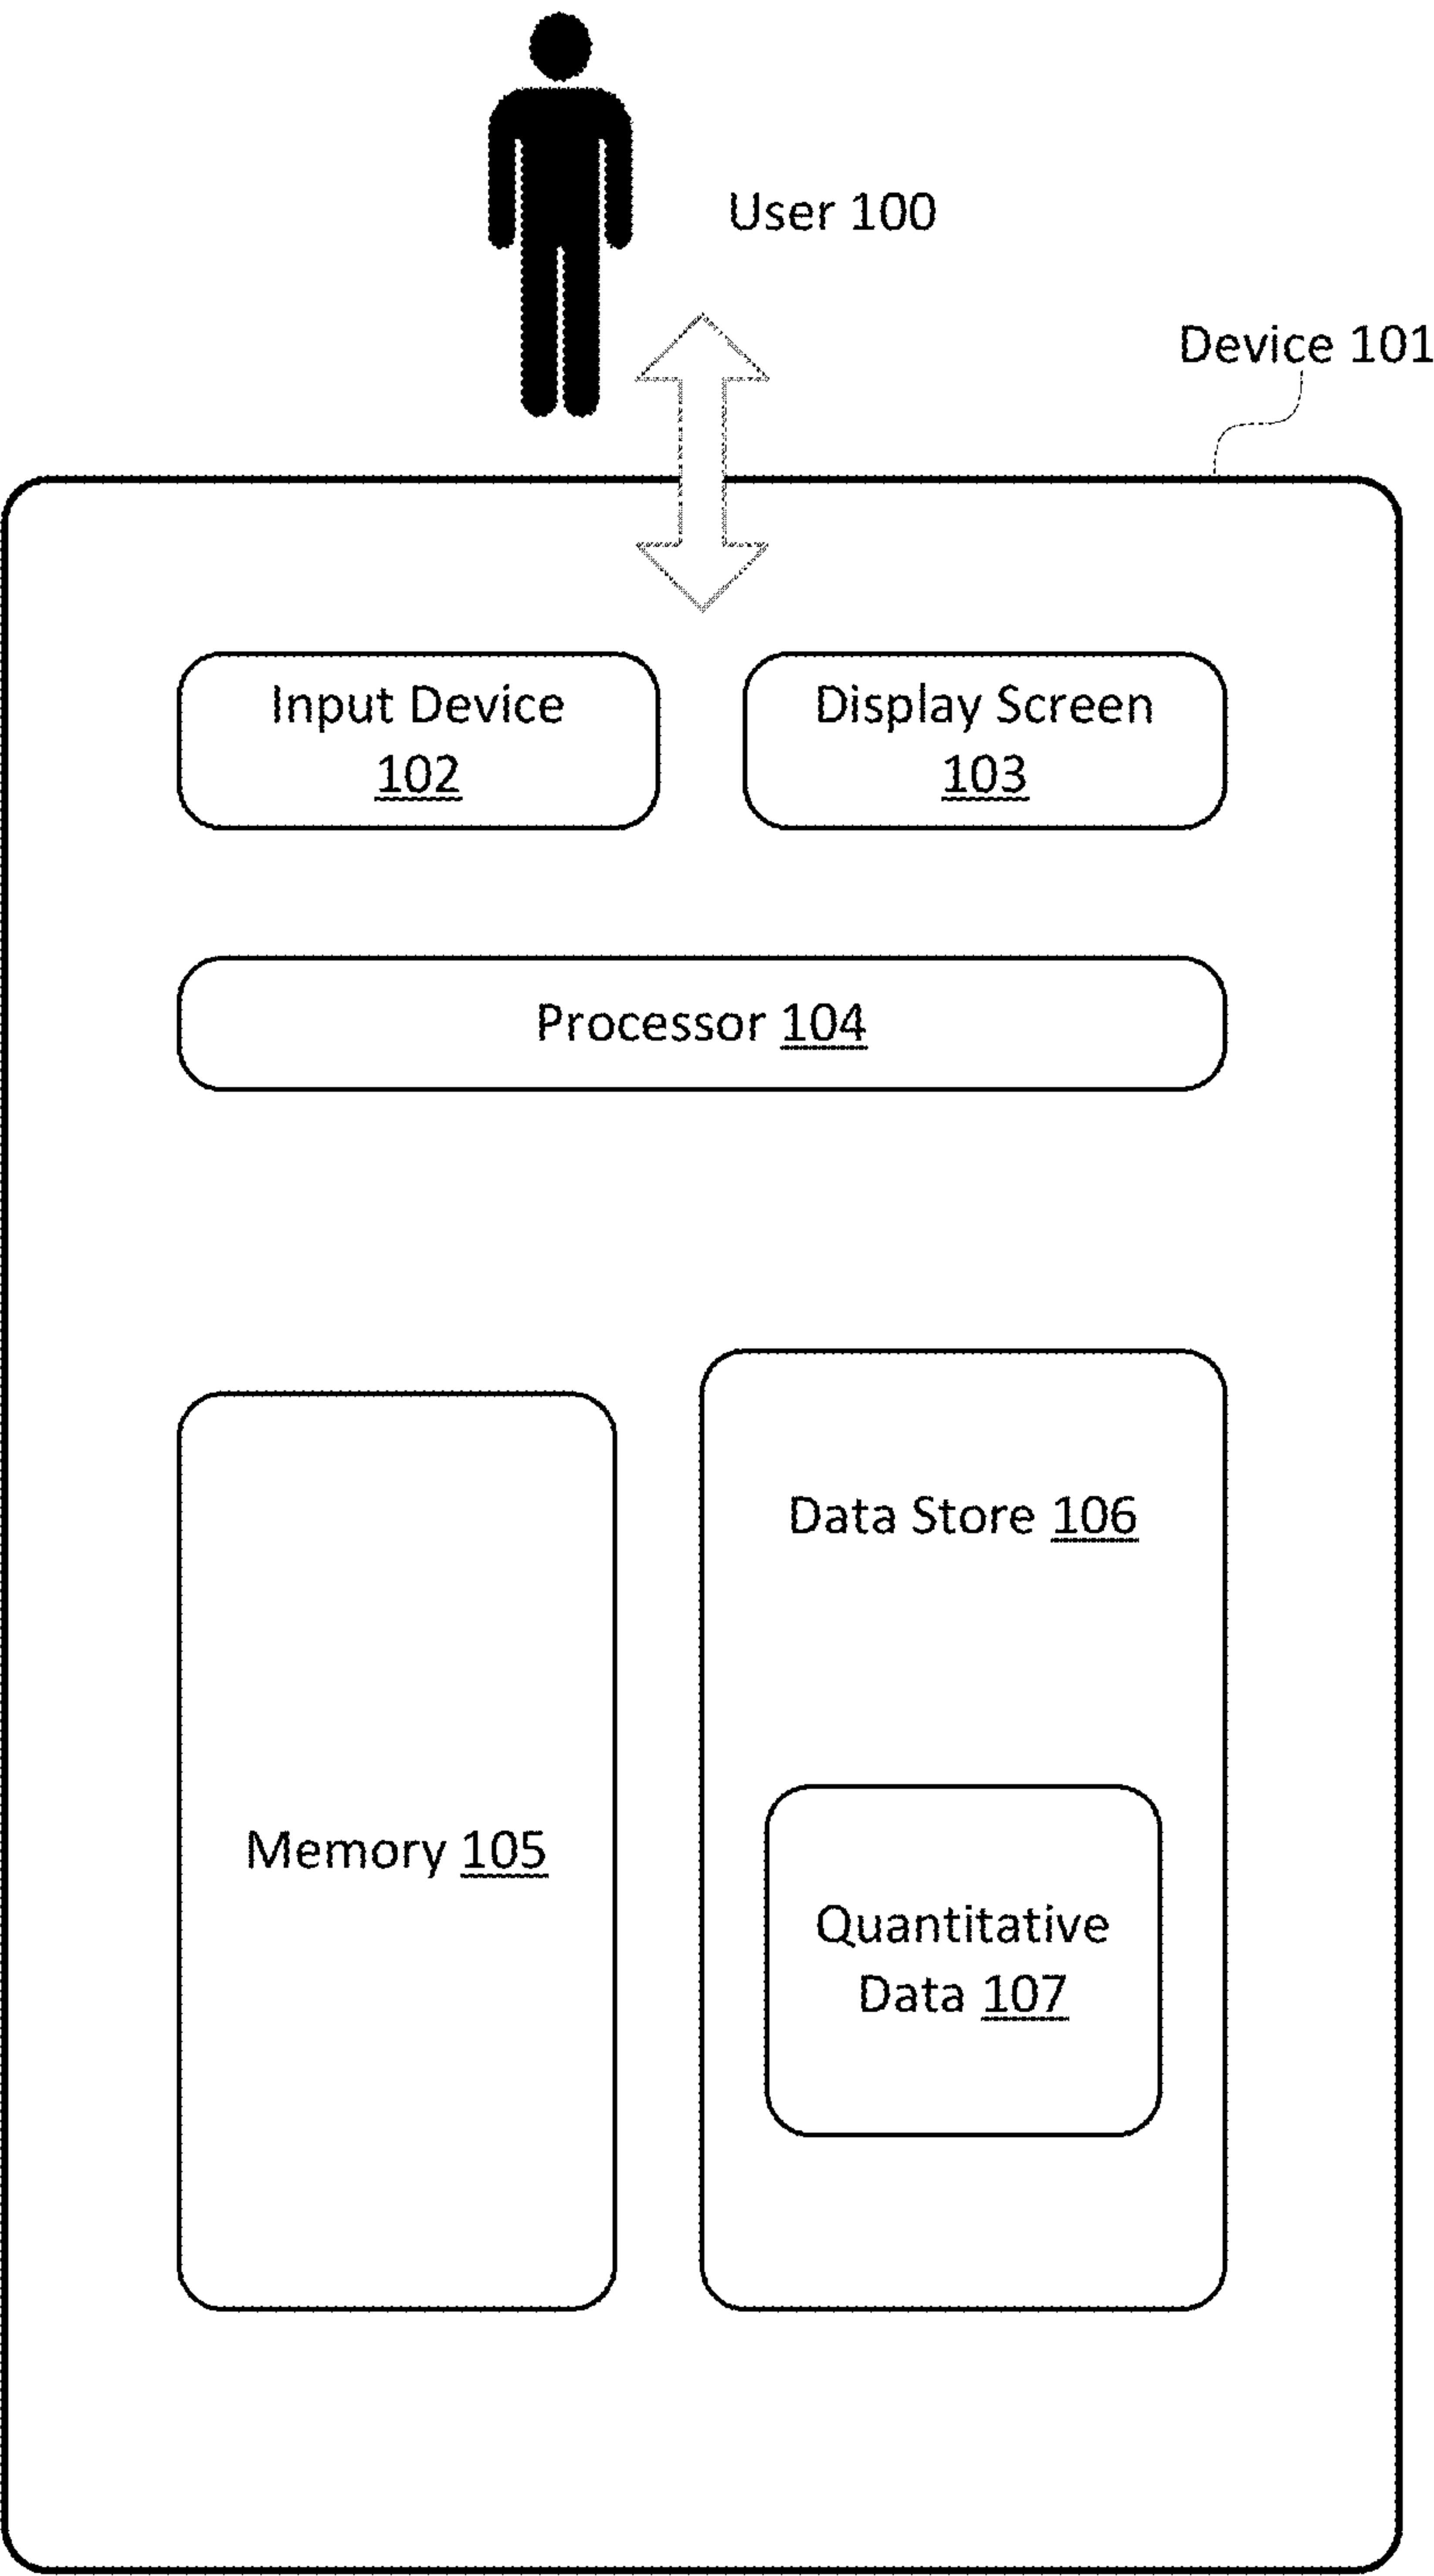 User 100
Device 101
Input Device
102
Display Screen
103
Processor 104
Data Store 106
Memory 105
Quantitative
Data 107